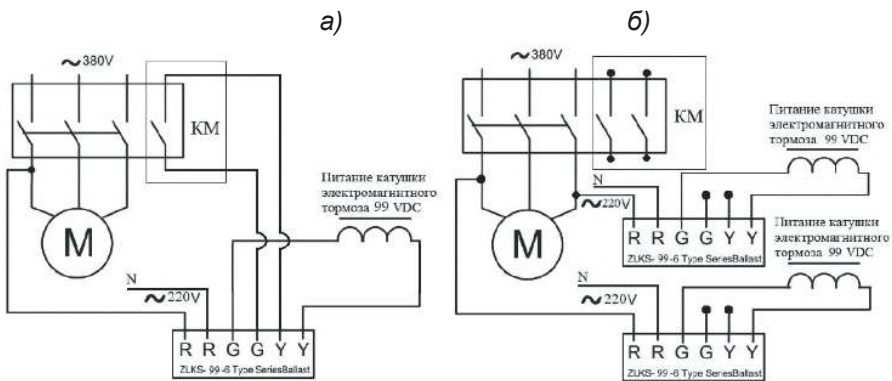 а)
б)
~380V
КМ
Питание катушки
электромагнитного
тормоза 99 VDC
М
N
~220V
R R G G Y Y
ZLKS- 99 -6 Type SeriesBallast
~380V
КМ
Питание катушки
электромагнитного
тормоза 99 VDC
N
~220V
R R G G Y Y
ZLKS- 99 -6 Type SeriesBallast
М
Питание катушки
электромагнитного
тормоза 99 VDC
N
~220V
R R G G Y Y
ZLKS- 99 -6 Type SeriesBallast